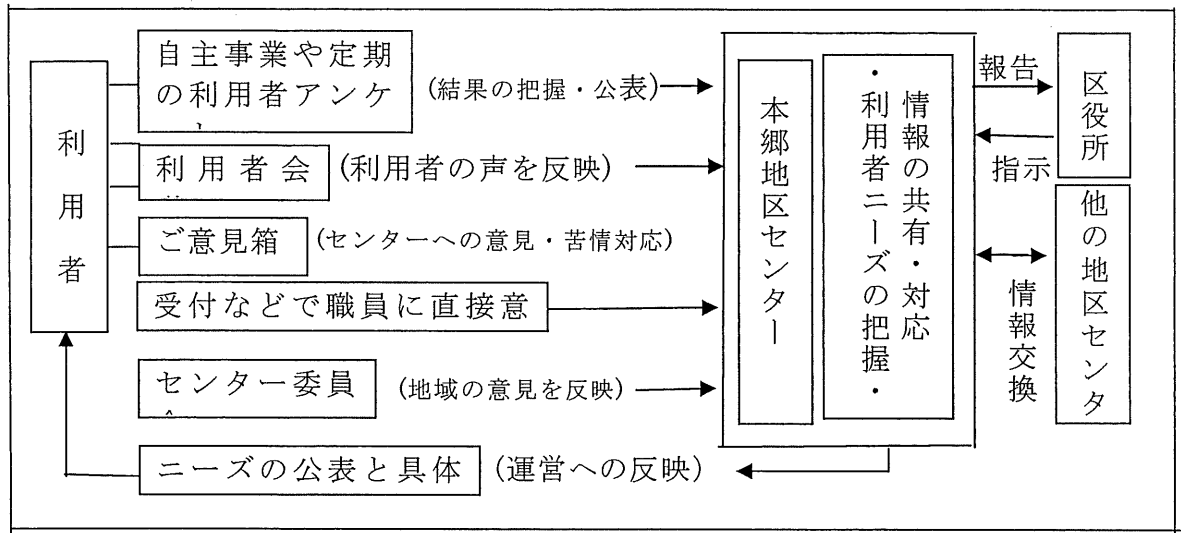 利用者
自主事業や定期
の利用者アンケ
(結果の把握・公表)
利用者会
(利用者の声を反映)
ご意見箱
(センターへの意見・苦情対応)
受付などで職員に直接意
センター委員
(地域の意見を反映)
ニーズの公表と具体
(運営への反映)
本郷地区センター
情報の共有・対応
・利用者ニーズの把握・
報告
指示
区役所
情報交換
他の地区センタ